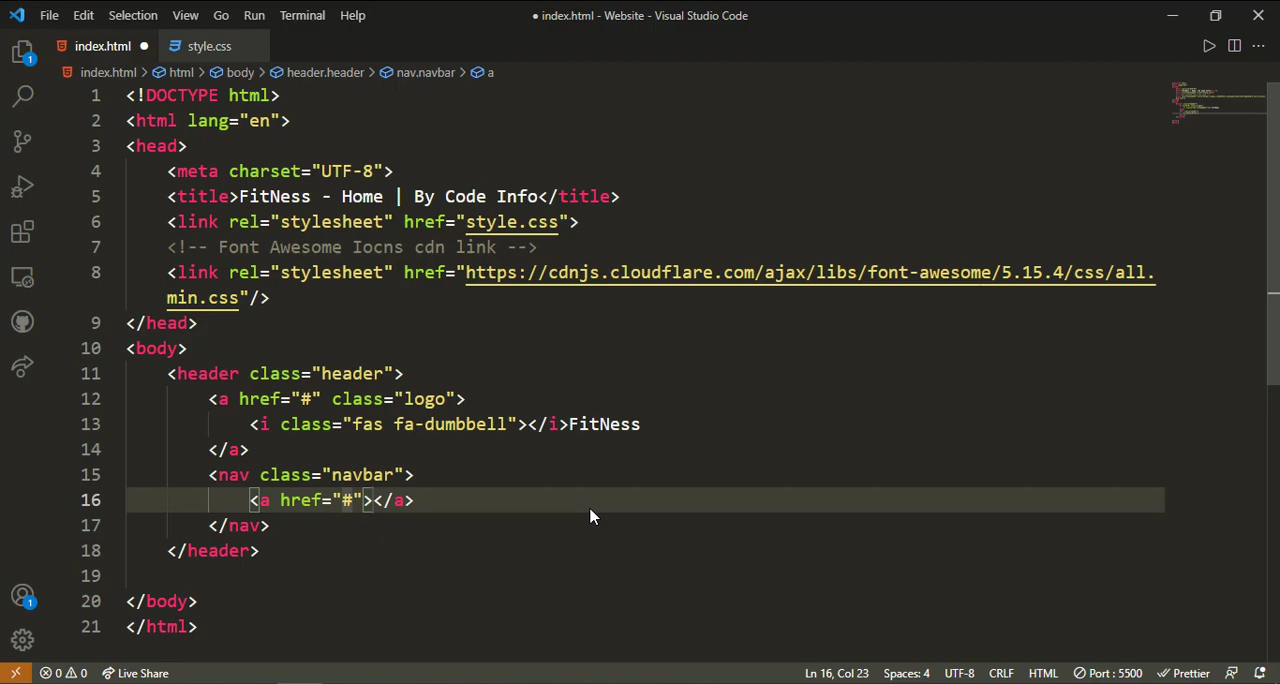 File Edit Selection View Go Run Terminal Help
● index.html - Website - Visual Studio Code
index.html ● style.css
index.html > html > body > header.header > nav.navbar > a
1 <!DOCTYPE html>
2 <html lang="en">
3 <head>
4 <meta charset="UTF-8">
5 <title>FitNess - Home | By Code Info</title>
6 <link rel="stylesheet" href="style.css">
7 <!-- Font Awesome Iocns cdn link -->
8 <link rel="stylesheet" href="https://cdnjs.cloudflare.com/ajax/libs/font-awesome/5.15.4/css/all.
min.css"/>
9 </head>
10 <body>
11 <header class="header">
12 <a href="#" class="logo">
13 <i class="fas fa-dumbbell"></i>FitNess
14 </a>
15 <nav class="navbar">
16 <a href="#"></a>
17 </nav>
18 </header>
19
20 </body>
21 </html>
1
1
0 0 Live Share Ln 16, Col 23 Spaces: 4 UTF-8 CRLF HTML Port : 5500 Prettier